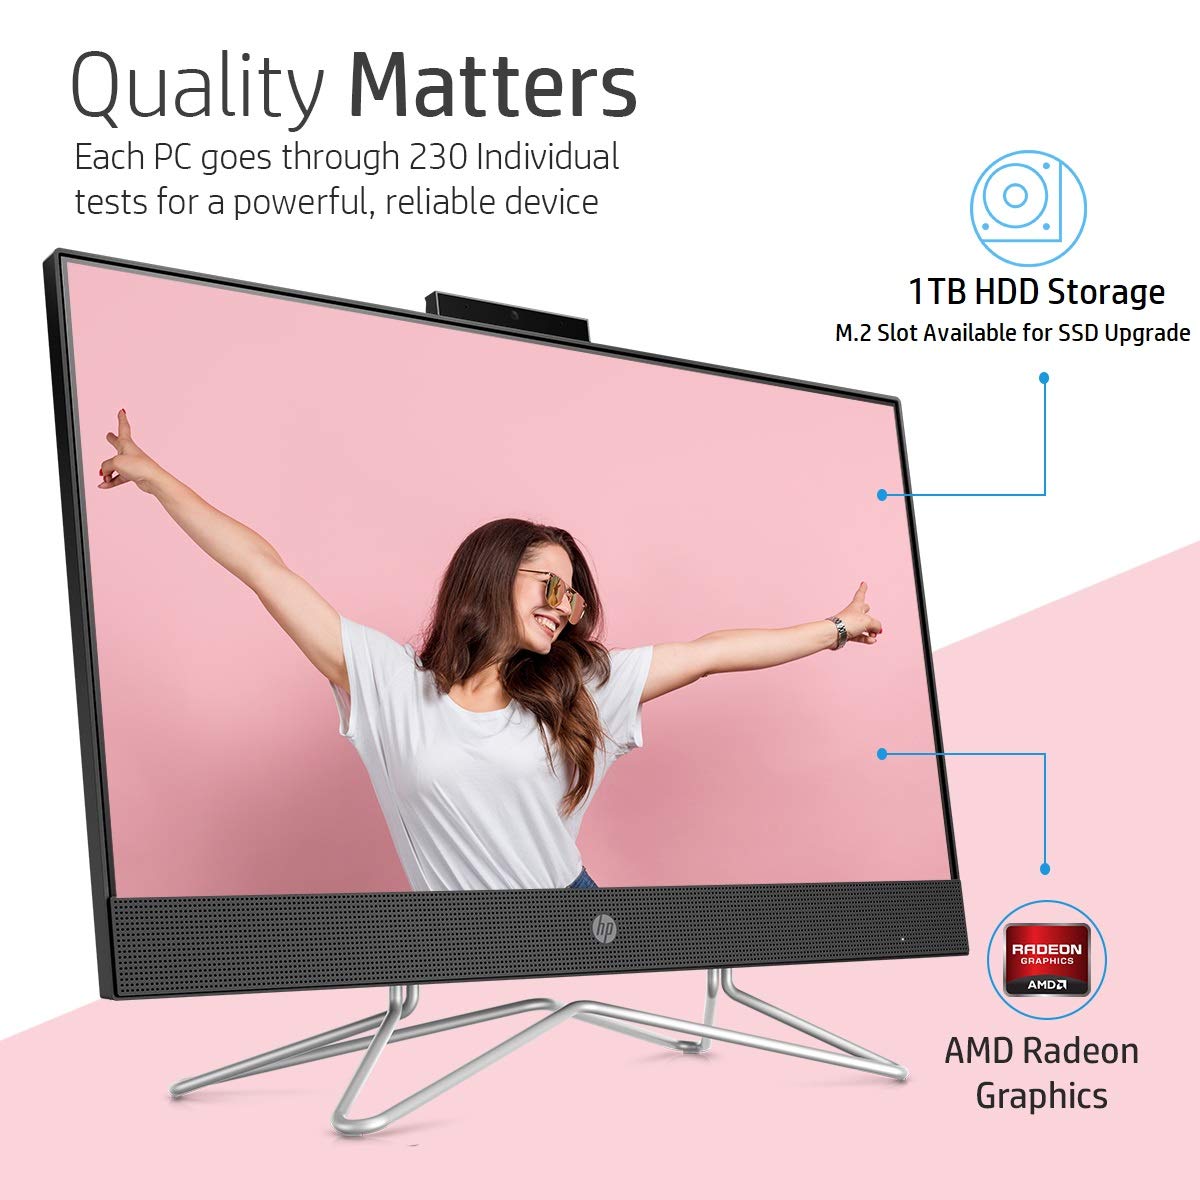 Quality Matters
Each PC goes through 230 Individual
tests for a powerful, reliable device
1TB HDD Storage
M.2 Slot Available for SSD Upgrade
hp
RADEON
GRAPHICS
AMD
AMD Radeon
Graphics